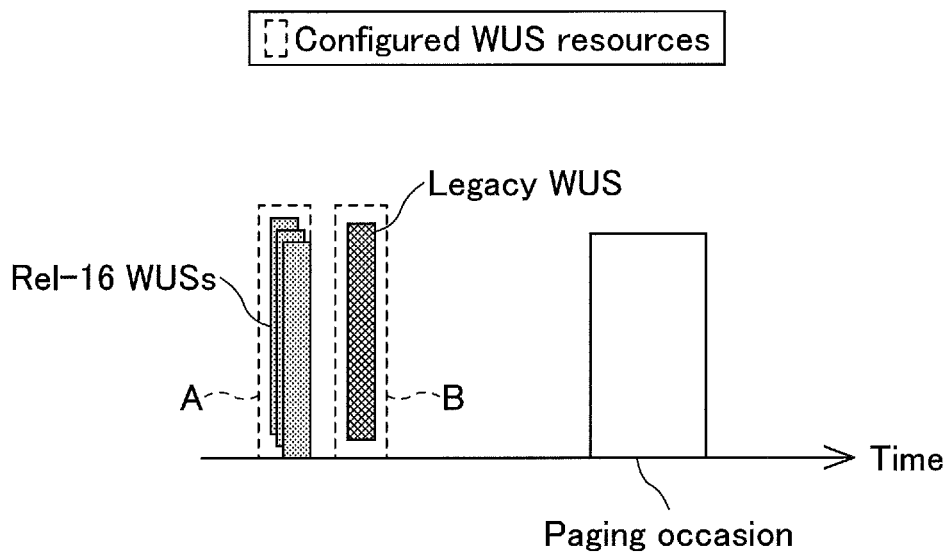 Configured WUS resources
Legacy WUS
Rel-16 WUSs
A
B
Time
Paging occasion